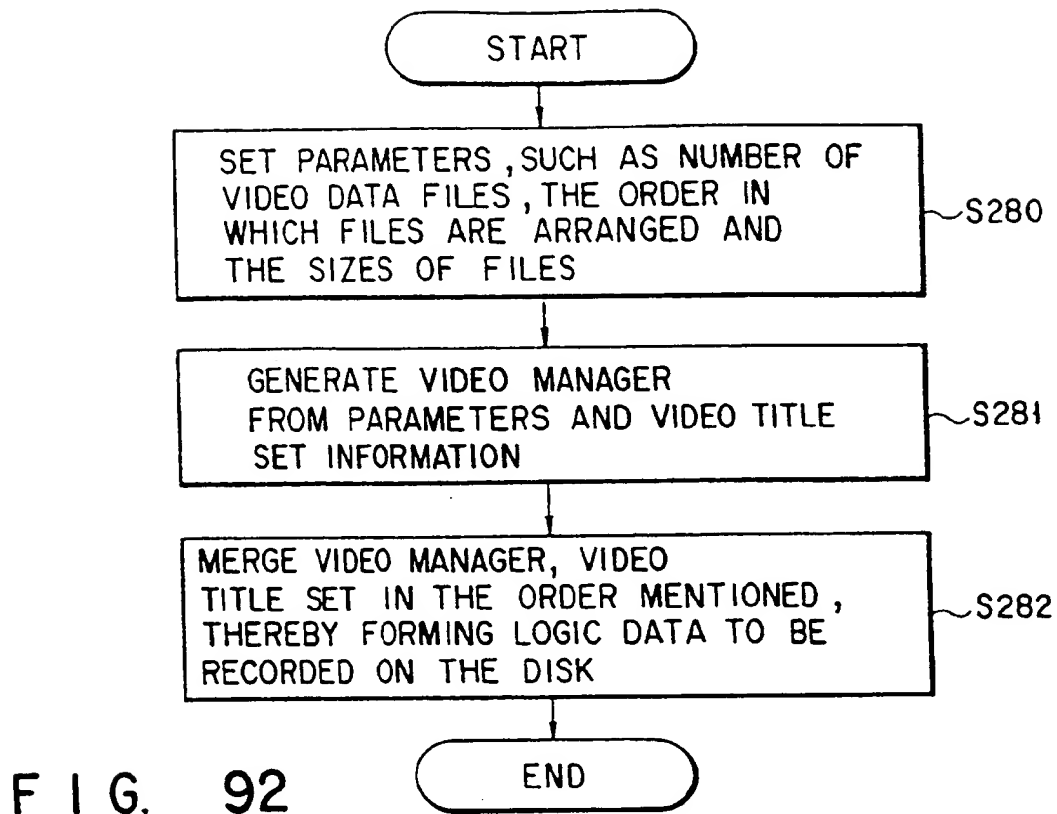 START
SET PARAMETERS, SUCH AS NUMBER OF
VIDEO DATA FILES, THE ORDER IN
WHICH FILES ARE ARRANGED AND
THE SIZES OF FILES
S280
GENERATE VIDEO MANAGER
FROM PARAMETERS AND VIDEO TITLE
SET INFORMATION
S281
MERGE VIDEO MANAGER, VIDEO
TITLE SET IN THE ORDER MENTIONED,
THEREBY FORMING LOGIC DATA TO BE
RECORDED ON THE DISK
S282
END
FIG. 92